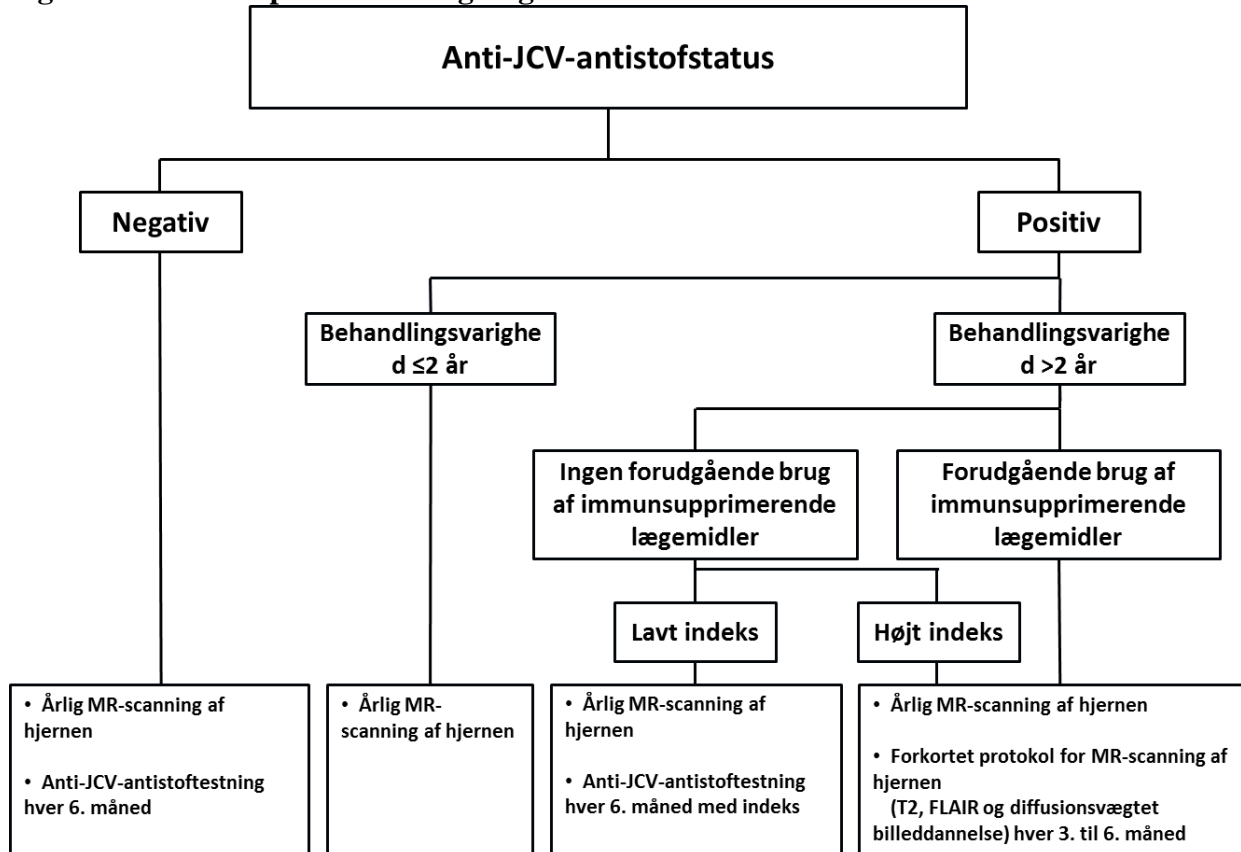 Anti-JCV-antistofstatus
Negativ
Positiv
Behandlingsvarighe
d ≤2 år
Behandlingsvarighe
d >2 år
Ingen forudgående brug
af immunsupprimerende
lægemidler
Forudgående brug af
immunsupprimerende
lægemidler
Lavt indeks
Højt indeks
• Årlig MR-scanning af
hjernen
• Anti-JCV-antistoftestning
hver 6. måned
• Årlig MR-
scanning af hjernen
• Årlig MR-scanning af
hjernen
• Anti-JCV-antistoftestning
hver 6. måned med indeks
• Årlig MR-scanning af hjernen
• Forkortet protokol for MR-scanning af
hjernen
(T2, FLAIR og diffusionsvægtet
billeddannelse) hver 3. til 6. måned